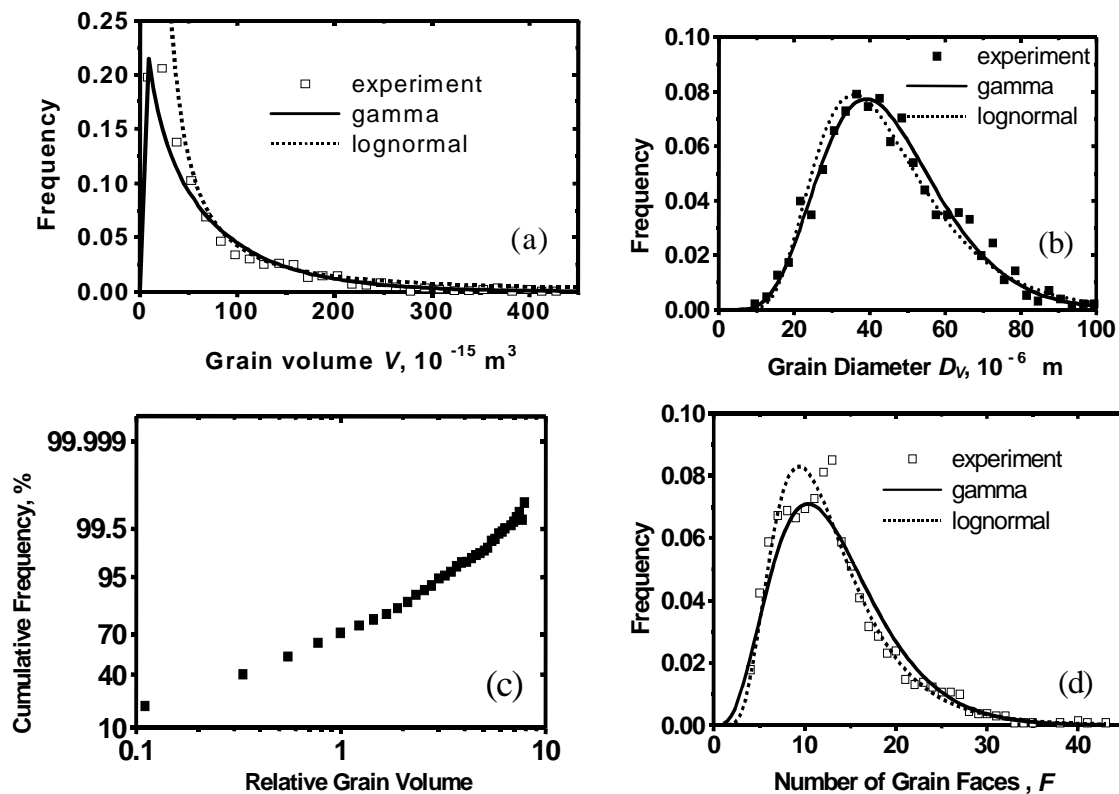 0.25
0.20
0.15
0.10
0.05
0.00
Frequency
experiment
gamma
lognormal
(a)
0 100 200 300 400
Grain volume V, 10 -15 m3
0.10
0.08
0.06
0.04
0.02
0.00
Frequency
experiment
gamma
lognormal
(b)
0 20 40 60 80 100
Grain Diameter DV, 10 -6 m
99.999
99.5
95
70
40
10
Cumulative Frequency, %
(c)
0.1 1 10
Relative Grain Volume
0.10
0.08
0.06
0.04
0.02
0.00
Frequency
experiment
gamma
lognormal
(d)
0 10 20 30 40
Number of Grain Faces , F